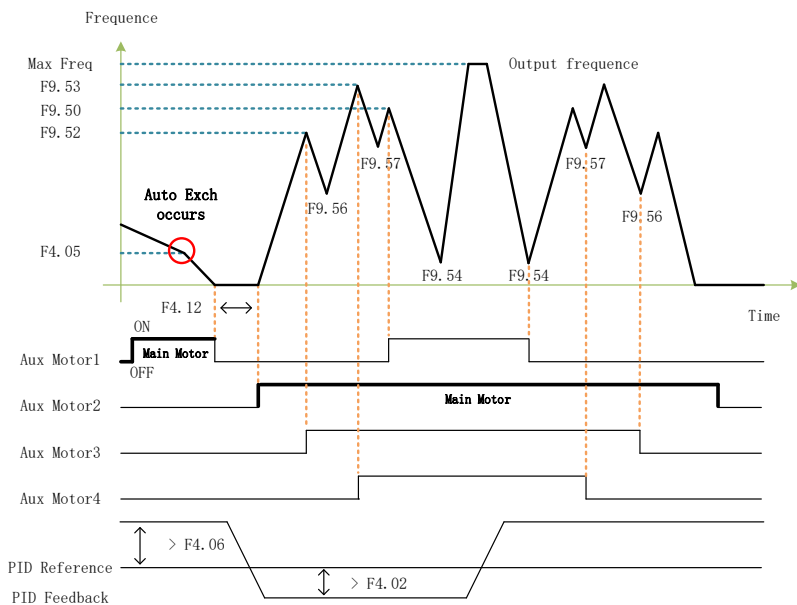 Frequence
Max Freq
Output frequence
F9.53
F9.50
F9.52
F9.57
F9.57
Auto Exch
occurs
F9.56
F9.56
F4.05
F9.54
F9.54
F4.12
Time
ON
Main Motor
Aux Motor1
OFF
Aux Motor2
Main Motor
Aux Motor3
Aux Motor4
> F4.06
PID Reference
> F4.02
PID Feedback